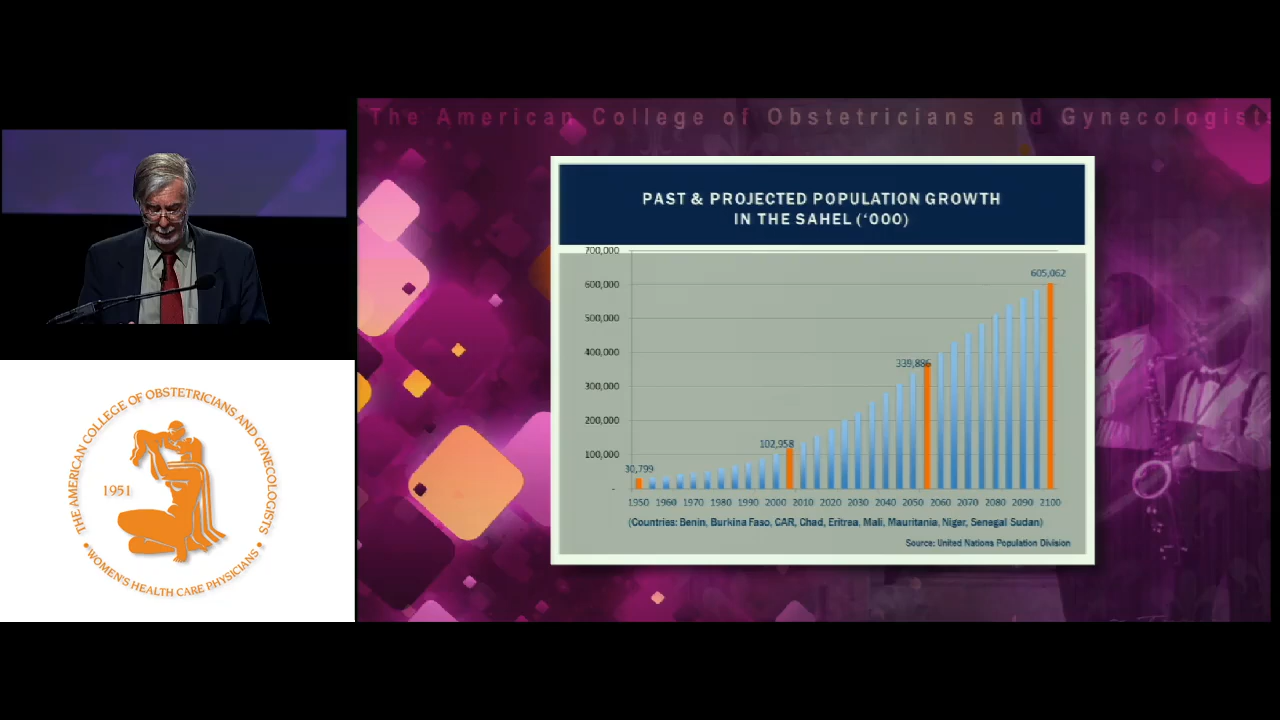 The American College of Obstetricians and Gynecologists
PAST & PROJECTED POPULATION GROWTH
IN THE SAHEL (‘000)
700,000
600,000
500,000
400,000
300,000
200,000
100,000
-
30,799
102,958
339,886
605,062
1950 1960 1970 1980 1990 2000 2010 2020 2030 2040 2050 2060 2070 2080 2090 2100
(Countries: Benin, Burkina Faso, CAR, Chad, Eritrea, Mali, Mauritania, Niger, Senegal Sudan)
Source: United Nations Population Division
THE AMERICAN COLLEGE OF OBSTETRICIANS AND GYNECOLOGISTS
1951
• WOMEN'S HEALTH CARE PHYSICIANS •